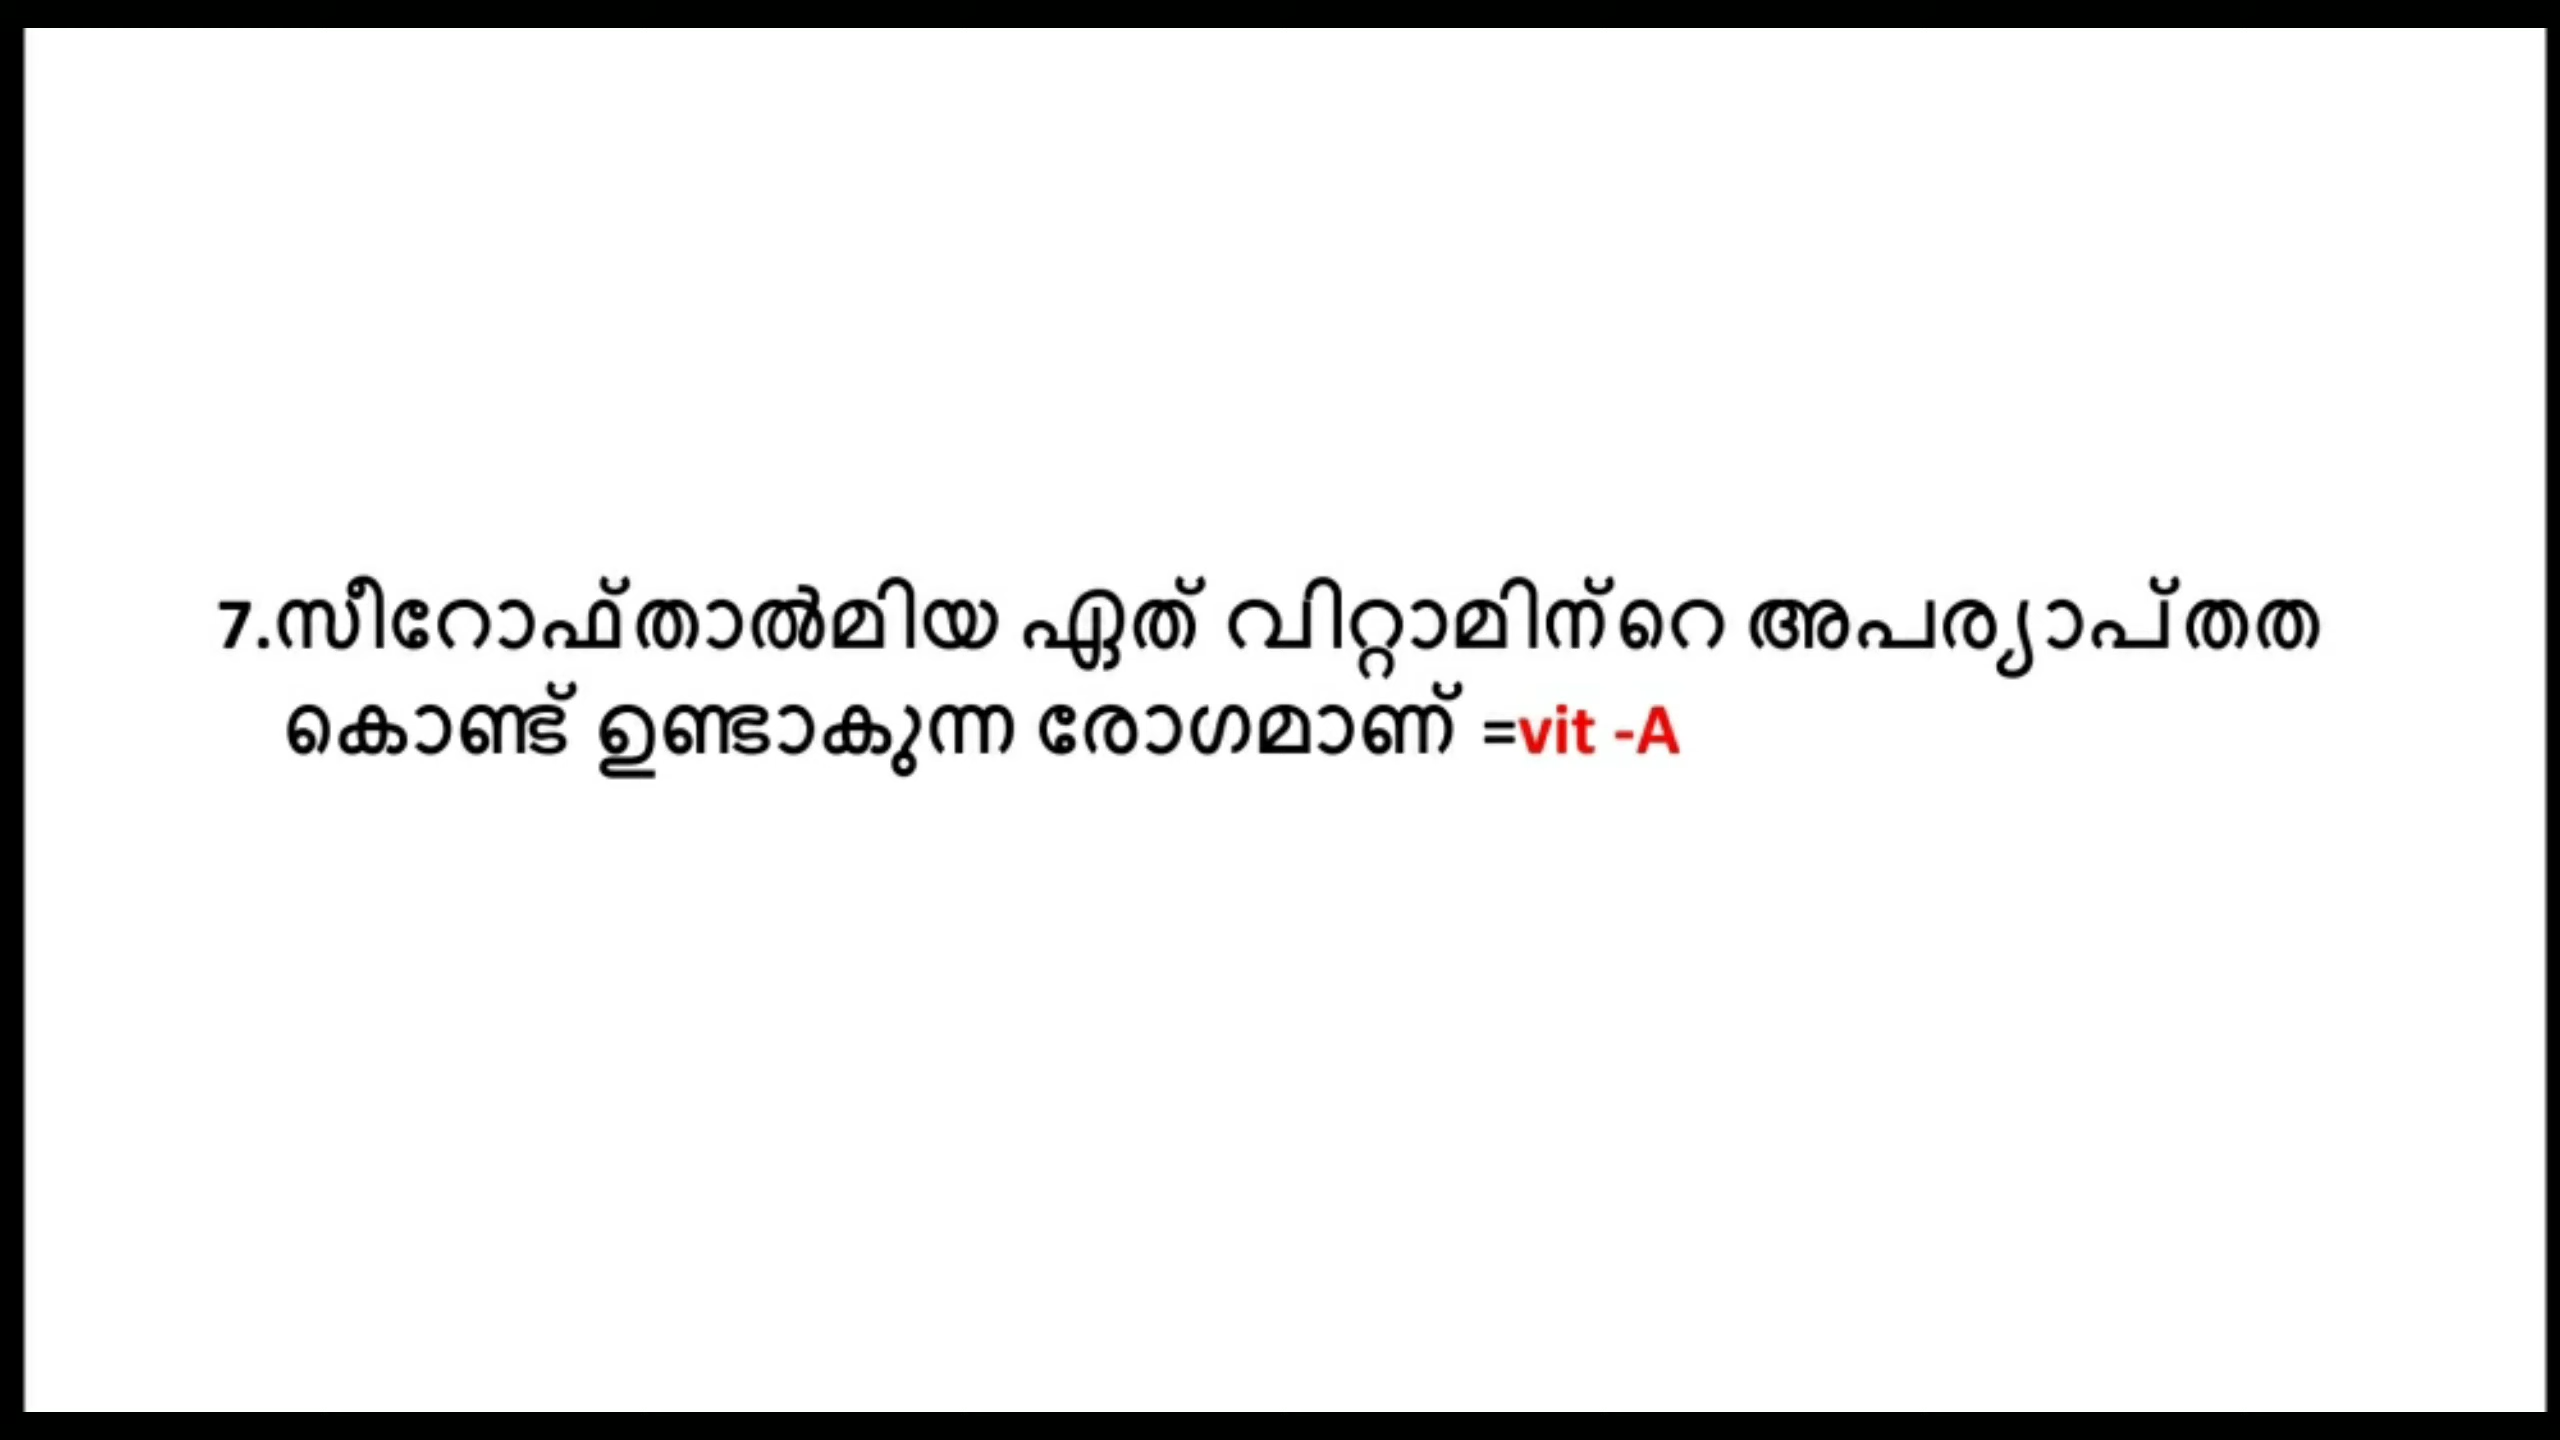 7.സീറോഫ്താൽമിയ ഏത് വിറ്റാമിന്റെ അപര്യാപ്തത
കൊണ്ട് ഉണ്ടാകുന്ന രോഗമാണ് =vit -A